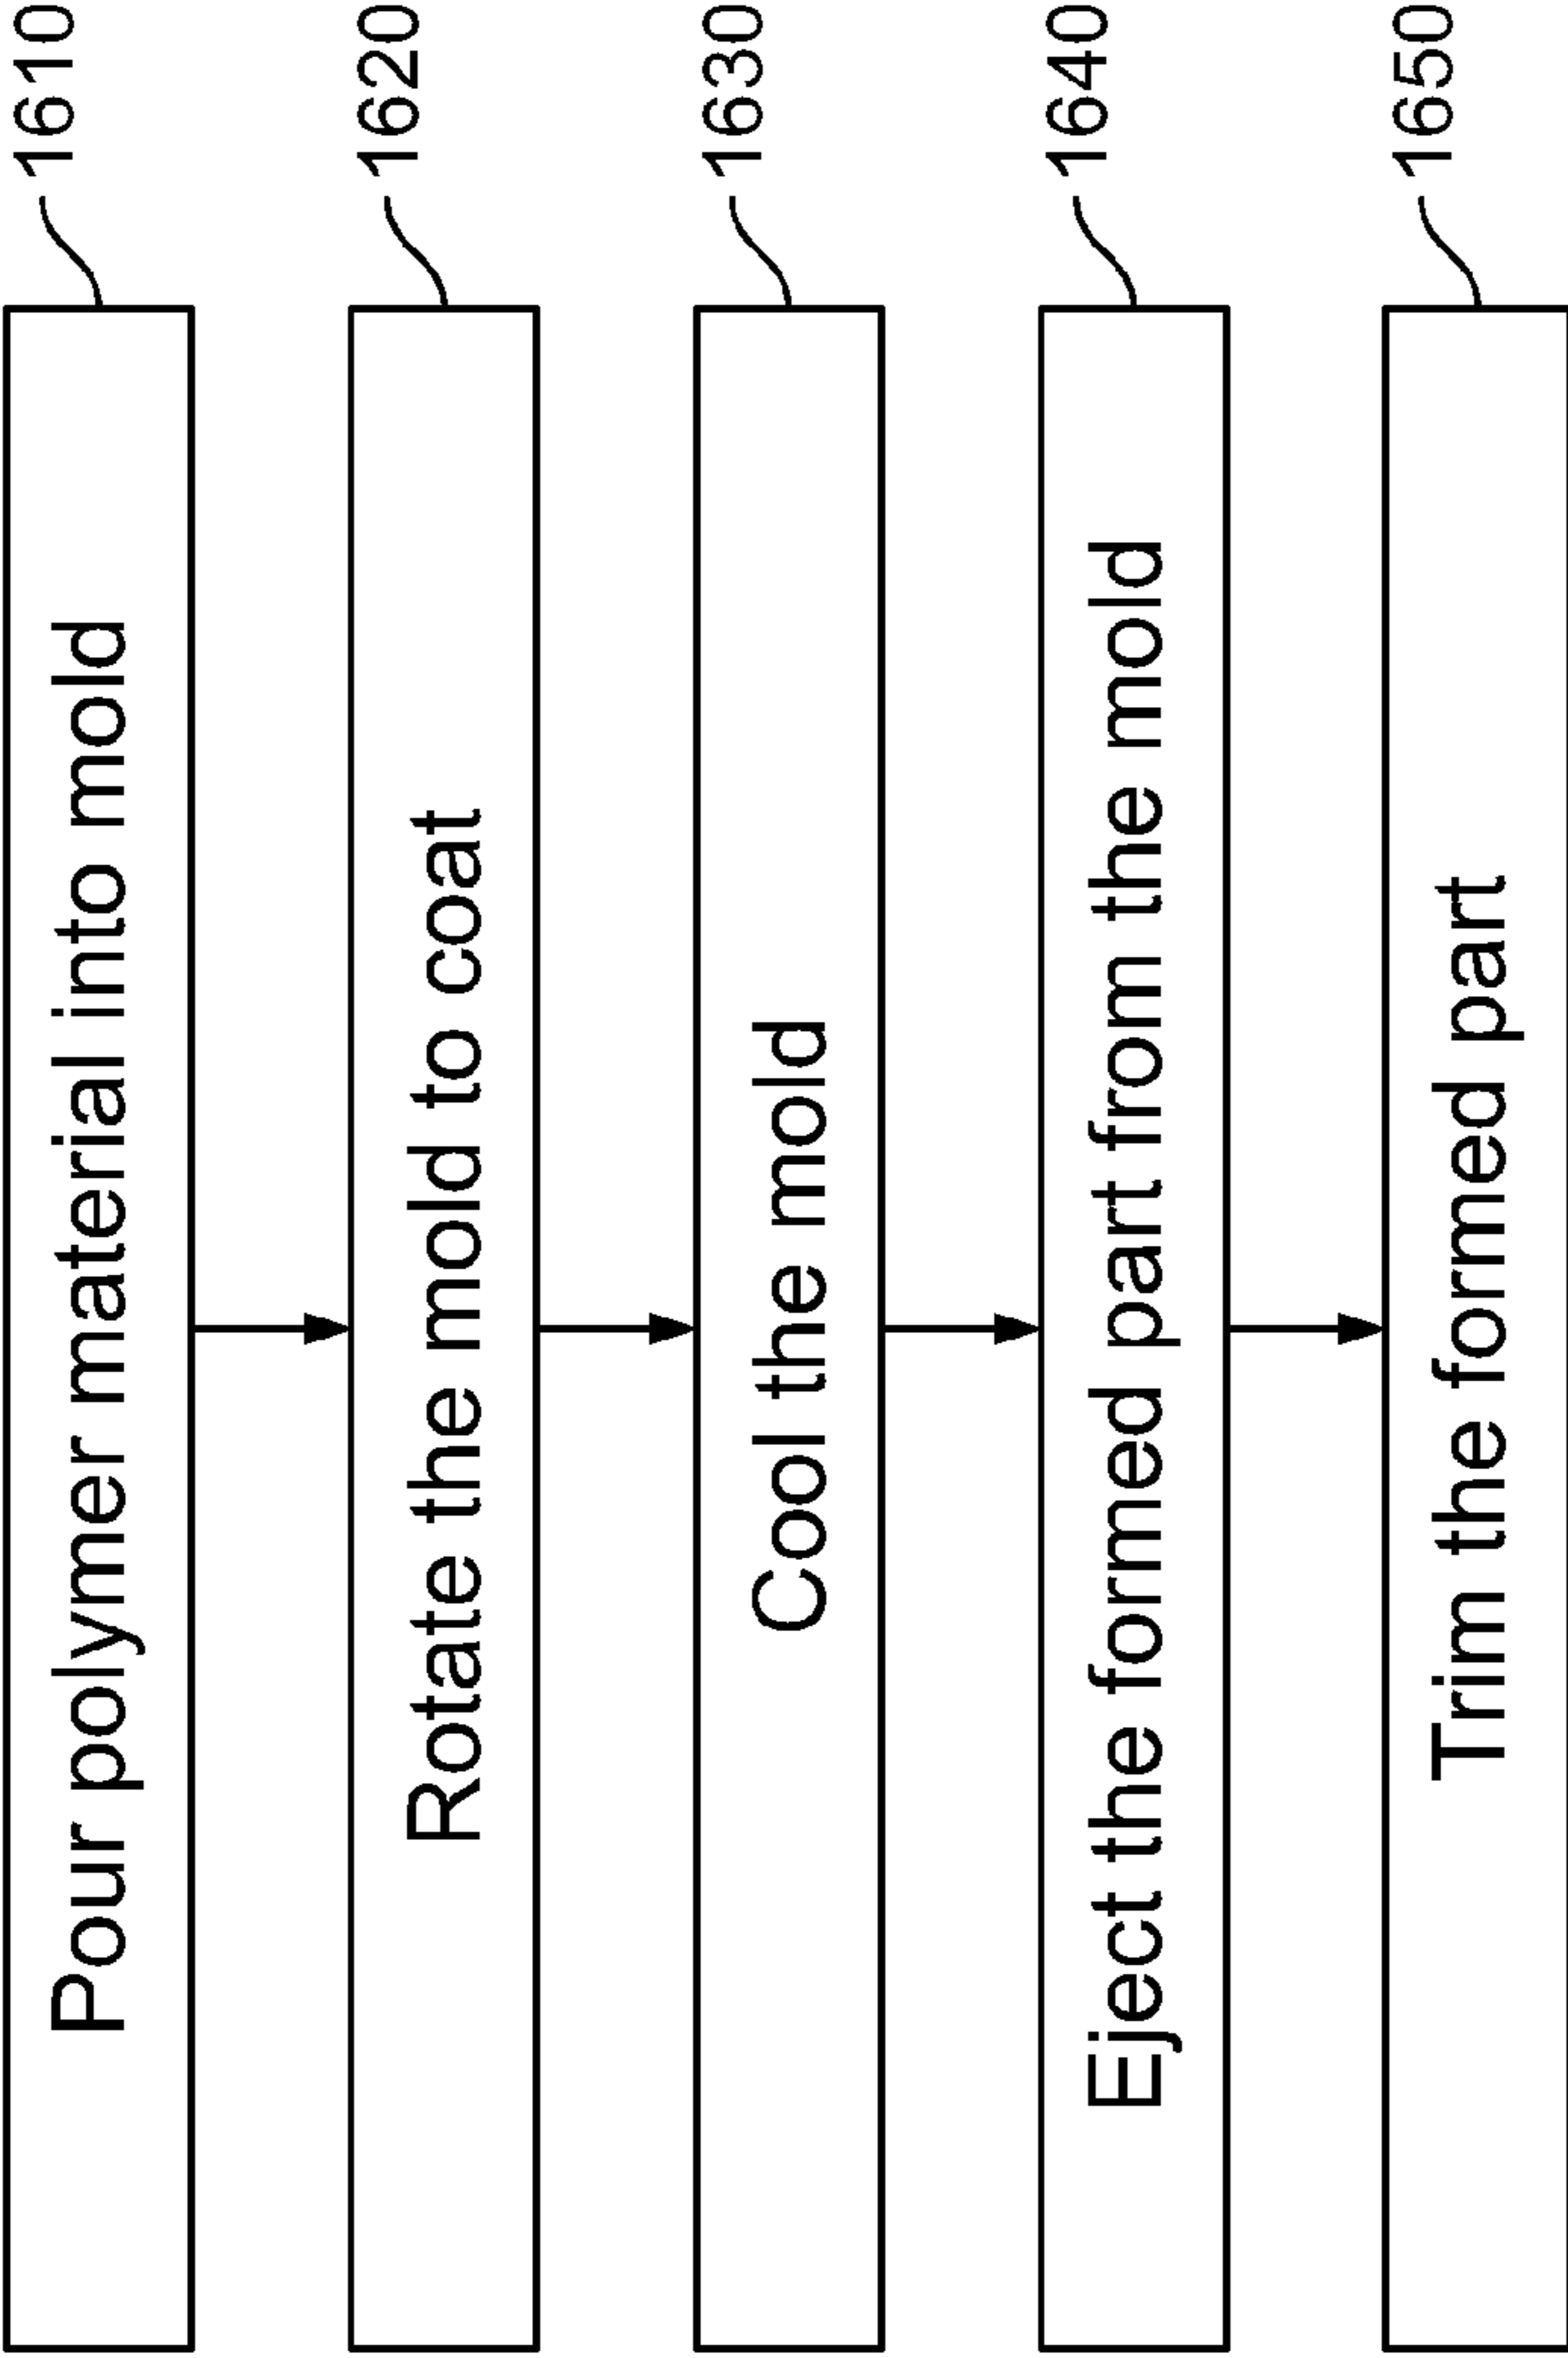 Pour polymer material into mold
1610
Rotate the mold to coat
1620
Cool the mold
1630
Eject the formed part from the mold
1640
Trim the formed part
1650